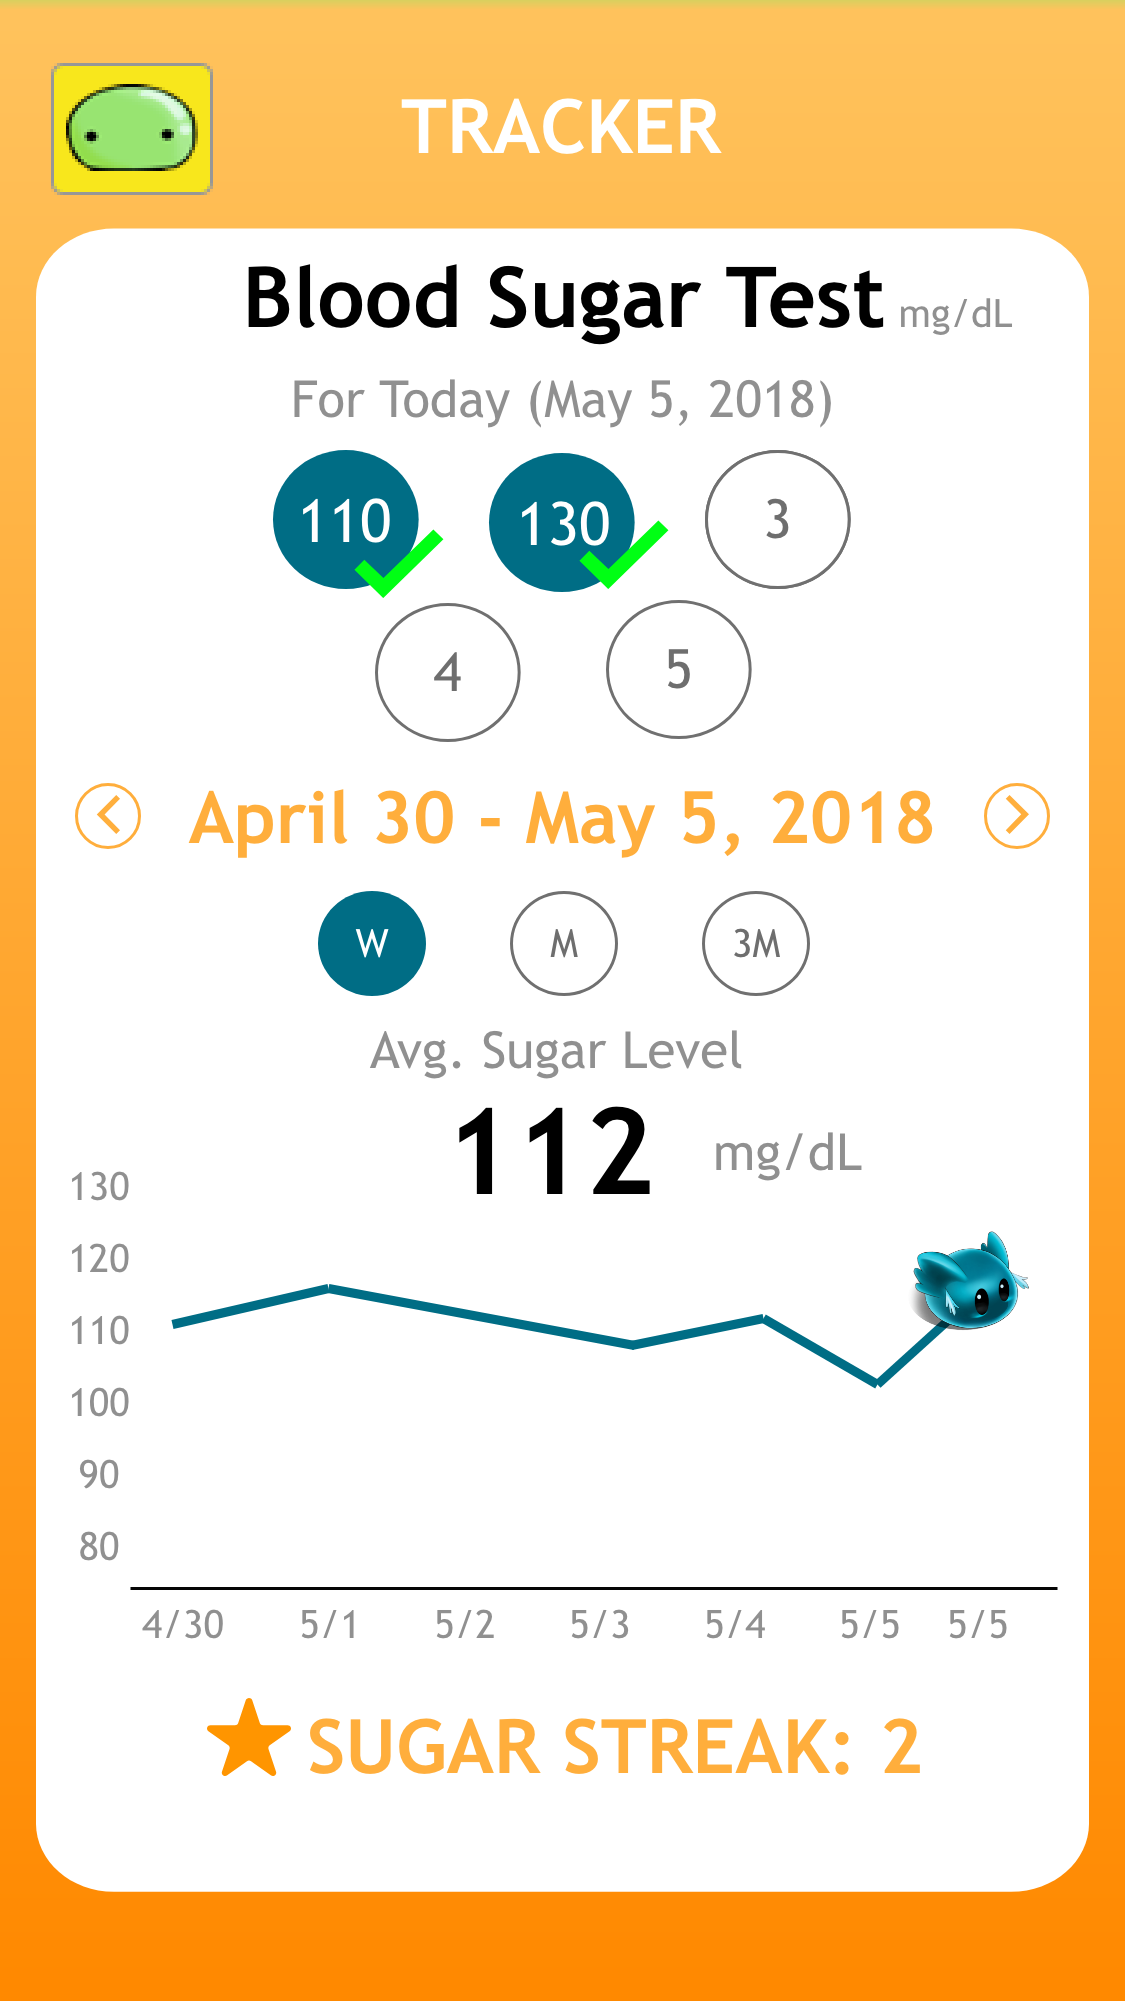 TRACKER
Blood Sugar Test mg/dL
For Today (May 5, 2018)
110 130 3
4 5
April 30 - May 5, 2018
W M 3M
Avg. Sugar Level
112 mg/dL
130
120
110
100
90
80
4/30 5/1 5/2 5/3 5/4 5/5 5/5
SUGAR STREAK: 2